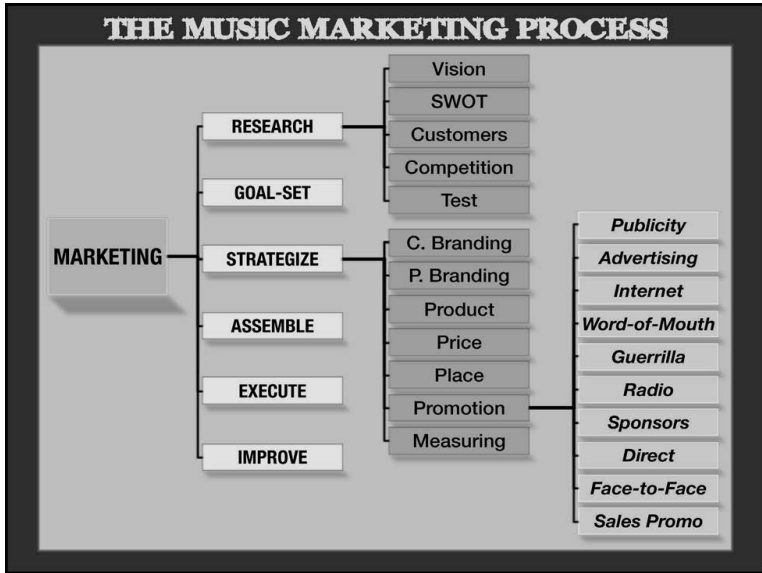 THE MUSIC MARKETING PROCESS
MARKETING
RESEARCH
GOAL-SET
STRATEGIZE
ASSEMBLE
EXECUTE
IMPROVE
Vision
SWOT
Customers
Competition
Test
C. Branding
P. Branding
Product
Price
Place
Promotion
Measuring
Publicity
Advertising
Internet
Word-of-Mouth
Guerrilla
Radio
Sponsors
Direct
Face-to-Face
Sales Promo